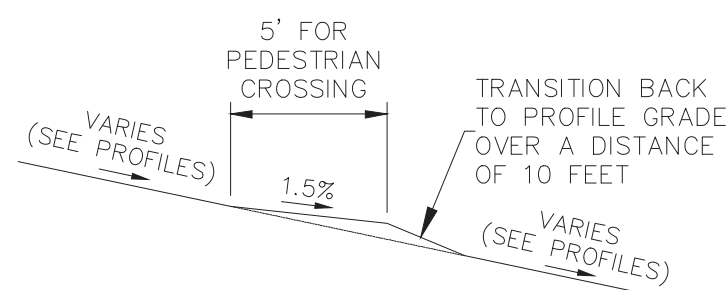 5' FOR
PEDESTRIAN
CROSSING
TRANSITION BACK
TO PROFILE GRADE
OVER A DISTANCE
OF 10 FEET
VARIES
(SEE PROFILES)
1.5%
VARIES
(SEE PROFILES)